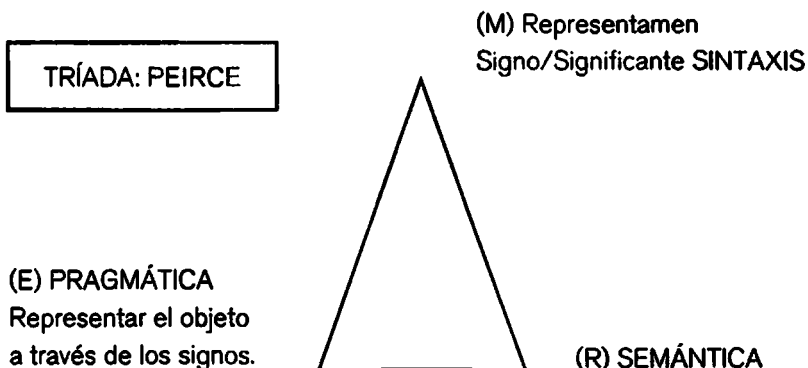 (M) Representamen
Signo/Significante SINTAXIS
TRÍADA: PEIRCE
(E) PRAGMÁTICA
Representar el objeto
a través de los signos.
(R) SEMÁNTICA